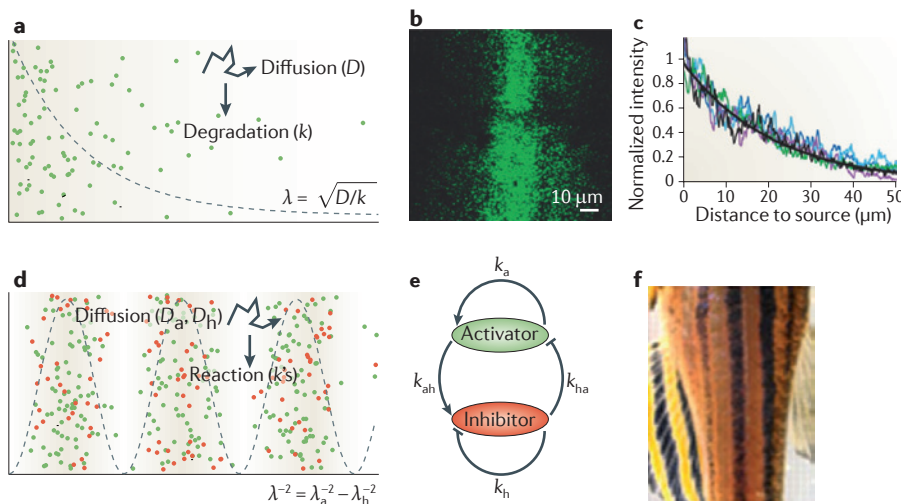 a
Diffusion (D)
Degradation (k)
λ = √D/k
b
10 µm
c
Normalized intensity
1
0.8
0.6
0.4
0.2
0
0 10 20 30 40 50
Distance to source (µm)
d
Diffusion (Da, Dh)
Reaction (k's)
λ⁻² = λa⁻² – λh⁻²
e
ka
Activator
kah
kha
Inhibitor
kh
f